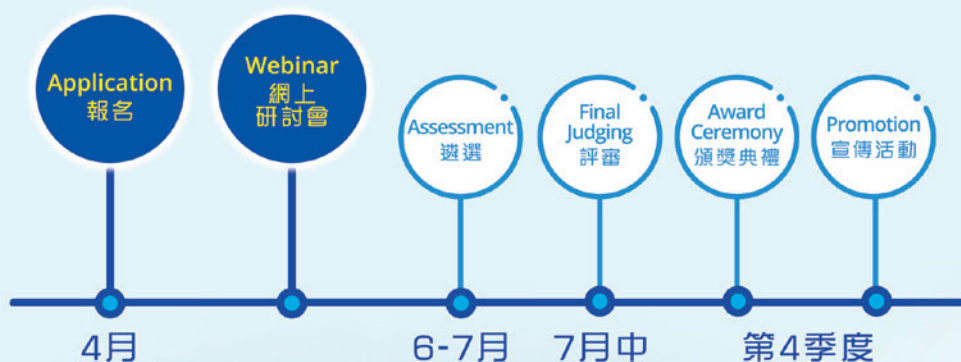 Application
報名
Webinar
網上
研討會
Assessment
遴選
Final
Judging
評審
Award
Ceremony
頒獎典禮
Promotion
宣傳活動
4月
6-7月
7月中
第4季度